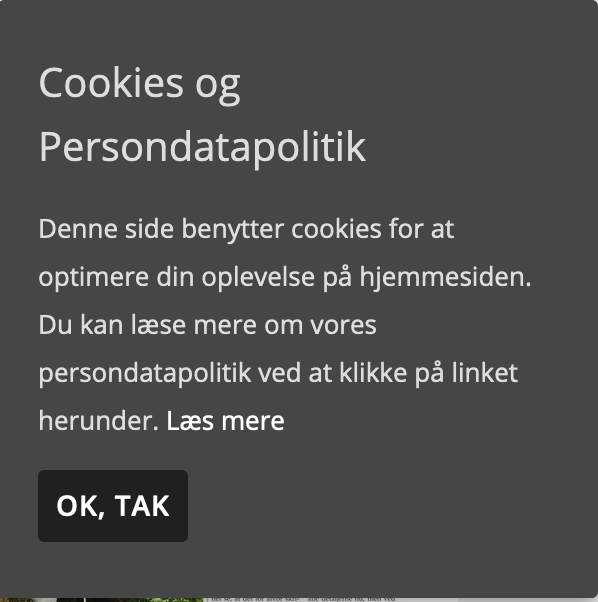 Cookies og
Persondatapolitik
Denne side benytter cookies for at
optimere din oplevelse på hjemmesiden.
Du kan læse mere om vores
persondatapolitik ved at klikke på linket
herunder. Læs mere
OK, TAK